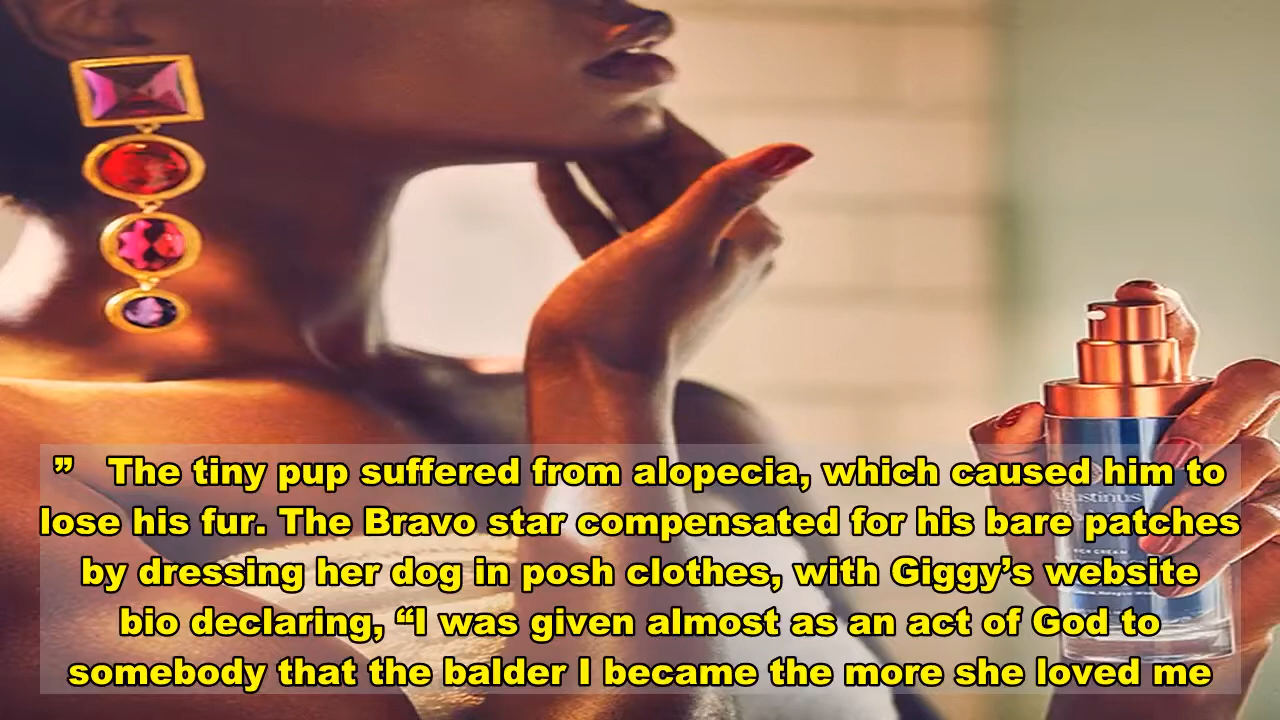 ”   The tiny pup suffered from alopecia, which caused him to
lose his fur. The Bravo star compensated for his bare patches
by dressing her dog in posh clothes, with Giggy’s website
bio declaring, “I was given almost as an act of God to
somebody that the balder I became the more she loved me
ugustinus
CREAM